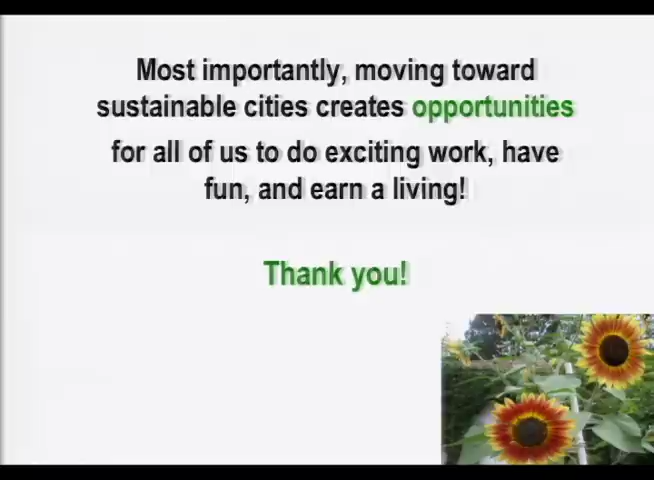 Most importantly, moving toward
sustainable cities creates opportunities
for all of us to do exciting work, have
fun, and earn a living!
Thank you!